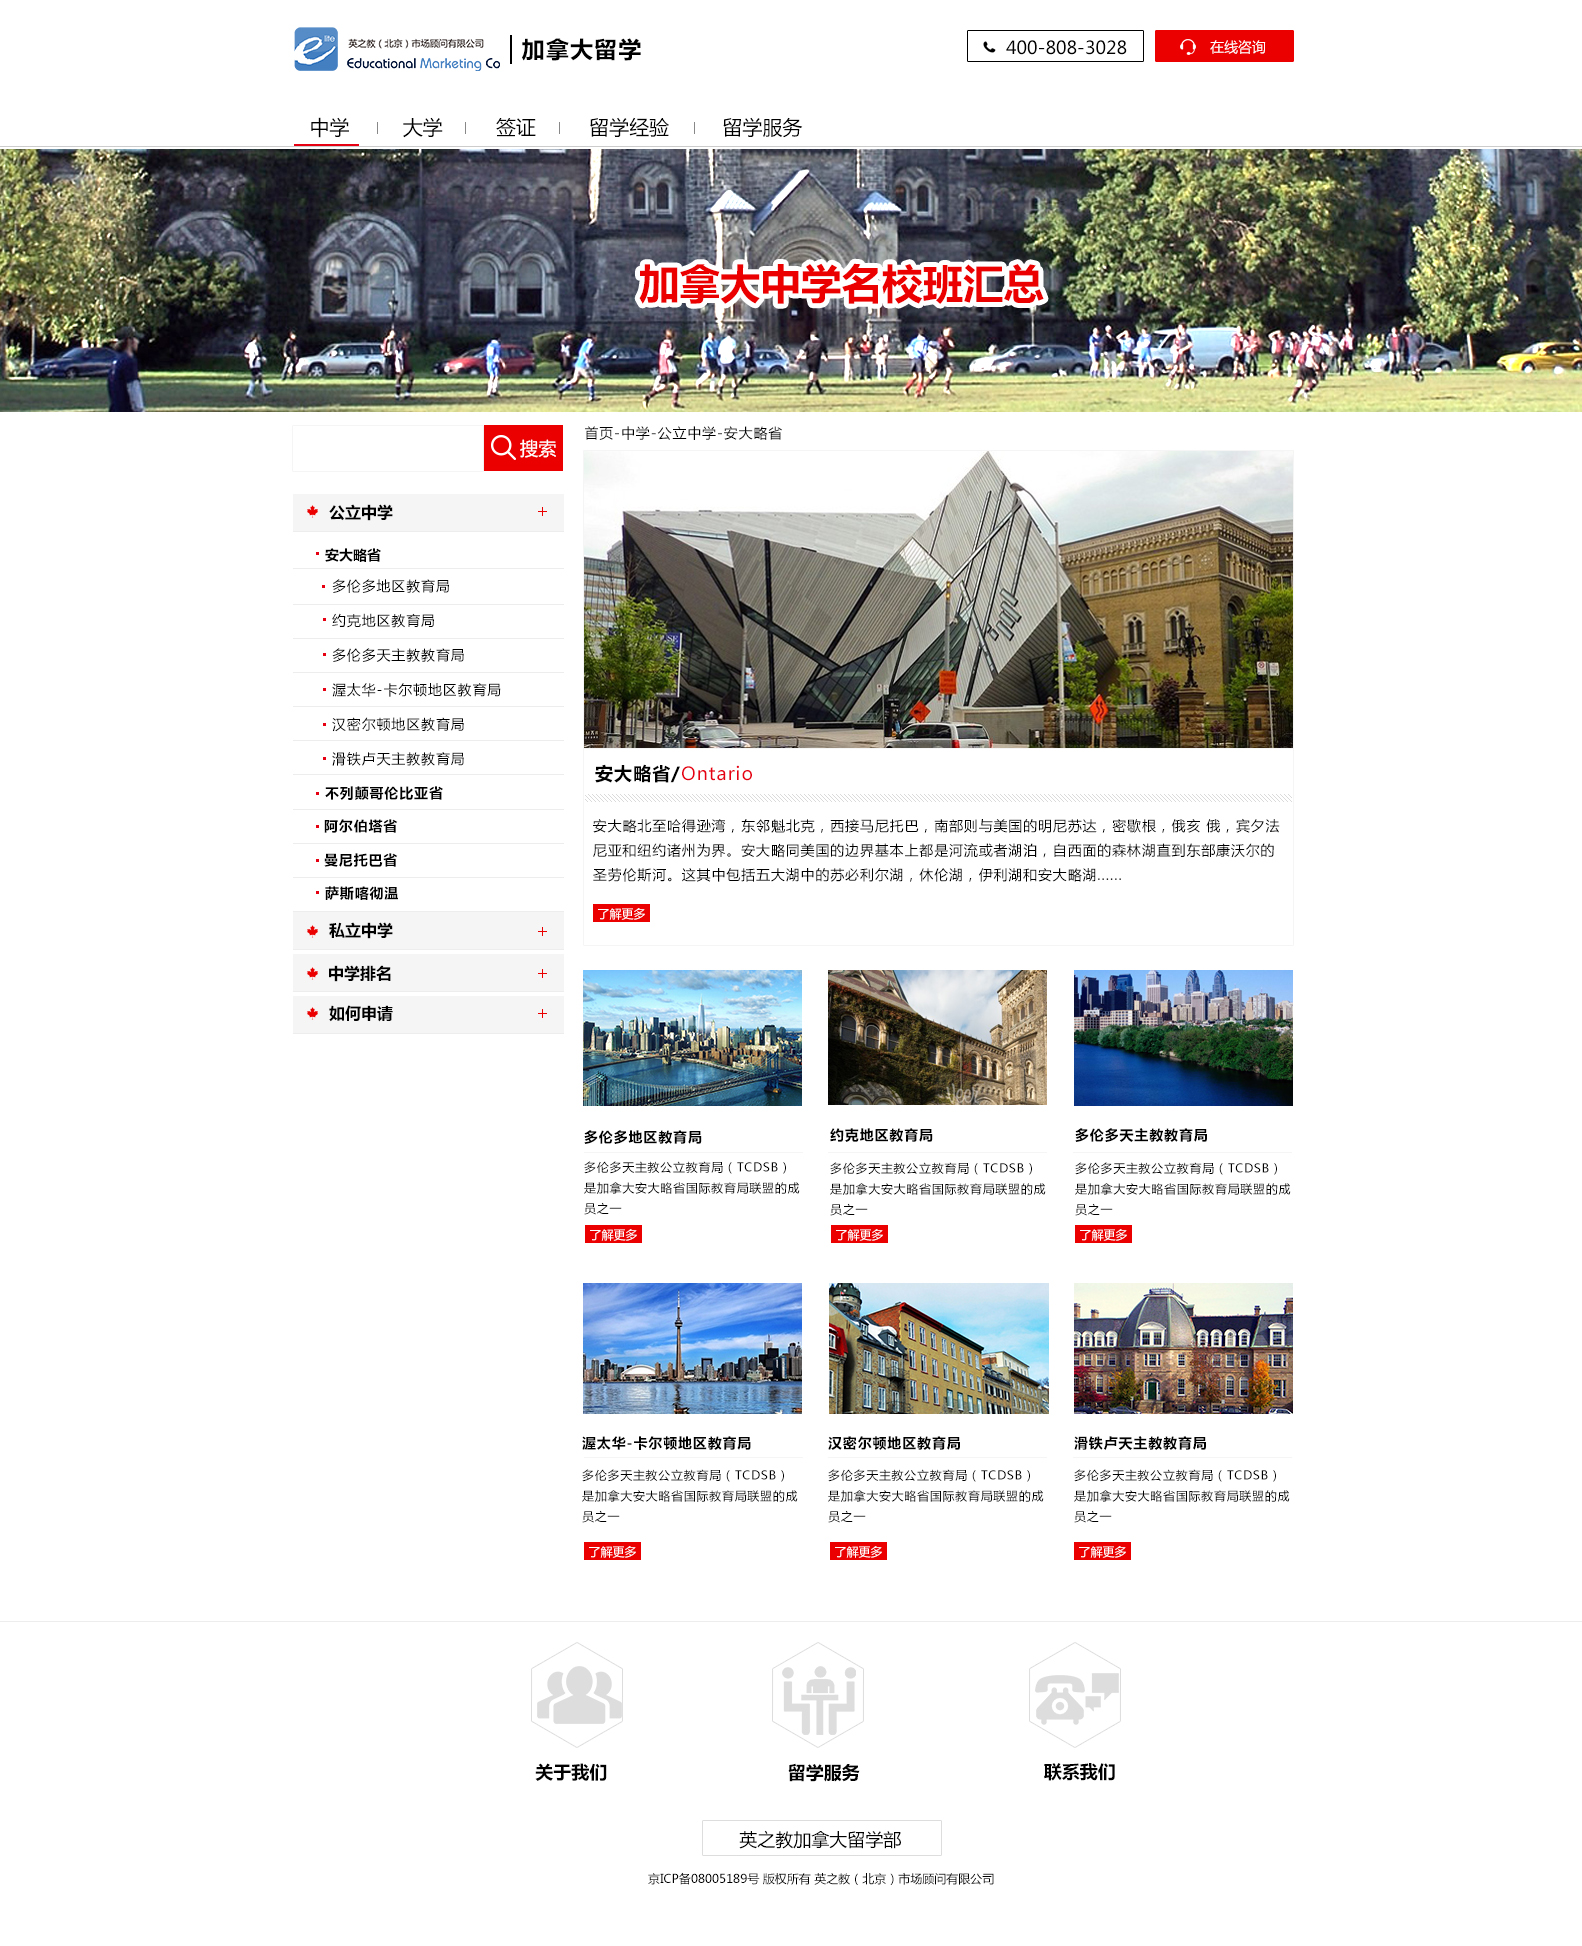 elite
英之教（北京）市场顾问有限公司
Educational Marketing Co
加拿大留学
400-808-3028
在线咨询
中学
大学
签证
留学经验
留学服务
加拿大中学名校班汇总
搜索
首页-中学-公立中学-安大略省
公立中学 +
安大略省
多伦多地区教育局
约克地区教育局
多伦多天主教教育局
渥太华-卡尔顿地区教育局
汉密尔顿地区教育局
滑铁卢天主教教育局
不列颠哥伦比亚省
阿尔伯塔省
曼尼托巴省
萨斯喀彻温
私立中学 +
中学排名 +
如何申请 +
安大略省/Ontario
安大略北至哈得逊湾，东邻魁北克，西接马尼托巴，南部则与美国的明尼苏达，密歇根，俄亥 俄，宾夕法
尼亚和纽约诸州为界。安大略同美国的边界基本上都是河流或者湖泊，自西面的森林湖直到东部康沃尔的
圣劳伦斯河。这其中包括五大湖中的苏必利尔湖，休伦湖，伊利湖和安大略湖......
了解更多
多伦多地区教育局
多伦多天主教公立教育局（TCDSB）
是加拿大安大略省国际教育局联盟的成
员之一
了解更多
约克地区教育局
多伦多天主教公立教育局（TCDSB）
是加拿大安大略省国际教育局联盟的成
员之一
了解更多
多伦多天主教教育局
多伦多天主教公立教育局（TCDSB）
是加拿大安大略省国际教育局联盟的成
员之一
了解更多
渥太华-卡尔顿地区教育局
多伦多天主教公立教育局（TCDSB）
是加拿大安大略省国际教育局联盟的成
员之一
了解更多
汉密尔顿地区教育局
多伦多天主教公立教育局（TCDSB）
是加拿大安大略省国际教育局联盟的成
员之一
了解更多
滑铁卢天主教教育局
多伦多天主教公立教育局（TCDSB）
是加拿大安大略省国际教育局联盟的成
员之一
了解更多
关于我们
留学服务
联系我们
英之教加拿大留学部
京ICP备08005189号 版权所有 英之教（北京）市场顾问有限公司